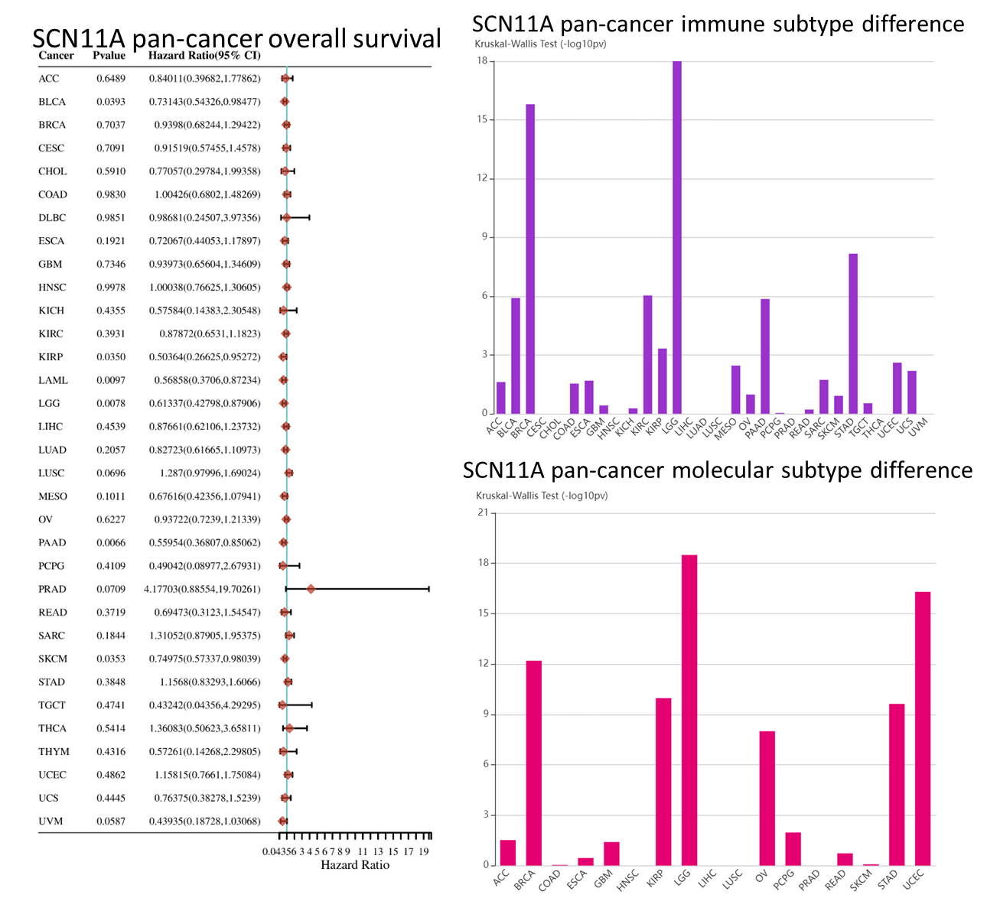 SCN11A pan-cancer overall survival
Cancer Pvalue Hazard Ratio(95% CI)
ACC 0.6489 0.84011(0.39682,1.77862)
BLCA 0.0393 0.73143(0.54326,0.98477)
BRCA 0.7037 0.9398(0.68244,1.29422)
CESC 0.7091 0.91519(0.57455,1.4578)
CHOL 0.5910 0.77057(0.29784,1.99358)
COAD 0.9830 1.00426(0.6802,1.48269)
DLBC 0.9851 0.98681(0.24507,3.97356)
ESCA 0.1921 0.72067(0.44053,1.17897)
GBM 0.7346 0.93973(0.65604,1.34609)
HNSC 0.9978 1.00038(0.76625,1.30605)
KICH 0.4355 0.57584(0.14383,2.30548)
KIRC 0.3931 0.87872(0.6531,1.1823)
KIRP 0.0350 0.50364(0.26625,0.95272)
LAML 0.0097 0.56858(0.3706,0.87234)
LGG 0.0078 0.61337(0.42798,0.87906)
LIHC 0.4539 0.87661(0.62106,1.23732)
LUAD 0.2057 0.82723(0.61665,1.10973)
LUSC 0.0696 1.287(0.97996,1.69024)
MESO 0.1011 0.67616(0.42356,1.07941)
OV 0.6227 0.93722(0.7239,1.21339)
PAAD 0.0066 0.55954(0.36807,0.85062)
PCPG 0.4109 0.49042(0.08977,2.67931)
PRAD 0.0709 4.17703(0.88554,19.70261)
READ 0.3719 0.69473(0.3123,1.54547)
SARC 0.1844 1.31052(0.87905,1.95375)
SKCM 0.0353 0.74975(0.57337,0.98039)
STAD 0.3848 1.1568(0.83293,1.6066)
TGCT 0.4741 0.43242(0.04356,4.29295)
THCA 0.5414 1.36083(0.50623,3.65811)
THYM 0.4316 0.57261(0.14268,2.29805)
UCEC 0.4862 1.15815(0.7661,1.75084)
UCS 0.4445 0.76375(0.38278,1.5239)
UVM 0.0587 0.43935(0.18728,1.03068)
0.04356 3 4 5 6 7 8 9 11 13 15 17 19
Hazard Ratio
SCN11A pan-cancer immune subtype difference
Kruskal-Wallis Test (-log10pv)
18
15
12
9
6
3
0
ACC BLCA BRCA CESC CHOL COAD ESCA GBM HNSC KICH KIRC KIRP LGG LIHC LUAD LUSC MESO OV PAAD PCPG PRAD READ SARC SKCM STAD TGCT THCA UCEC UCS UVM
SCN11A pan-cancer molecular subtype difference
Kruskal-Wallis Test (-log10pv)
21
18
15
12
9
6
3
0
ACC BRCA COAD ESCA GBM HNSC KIRP LGG LIHC LUSC OV PCPG PRAD READ SKCM STAD UCEC